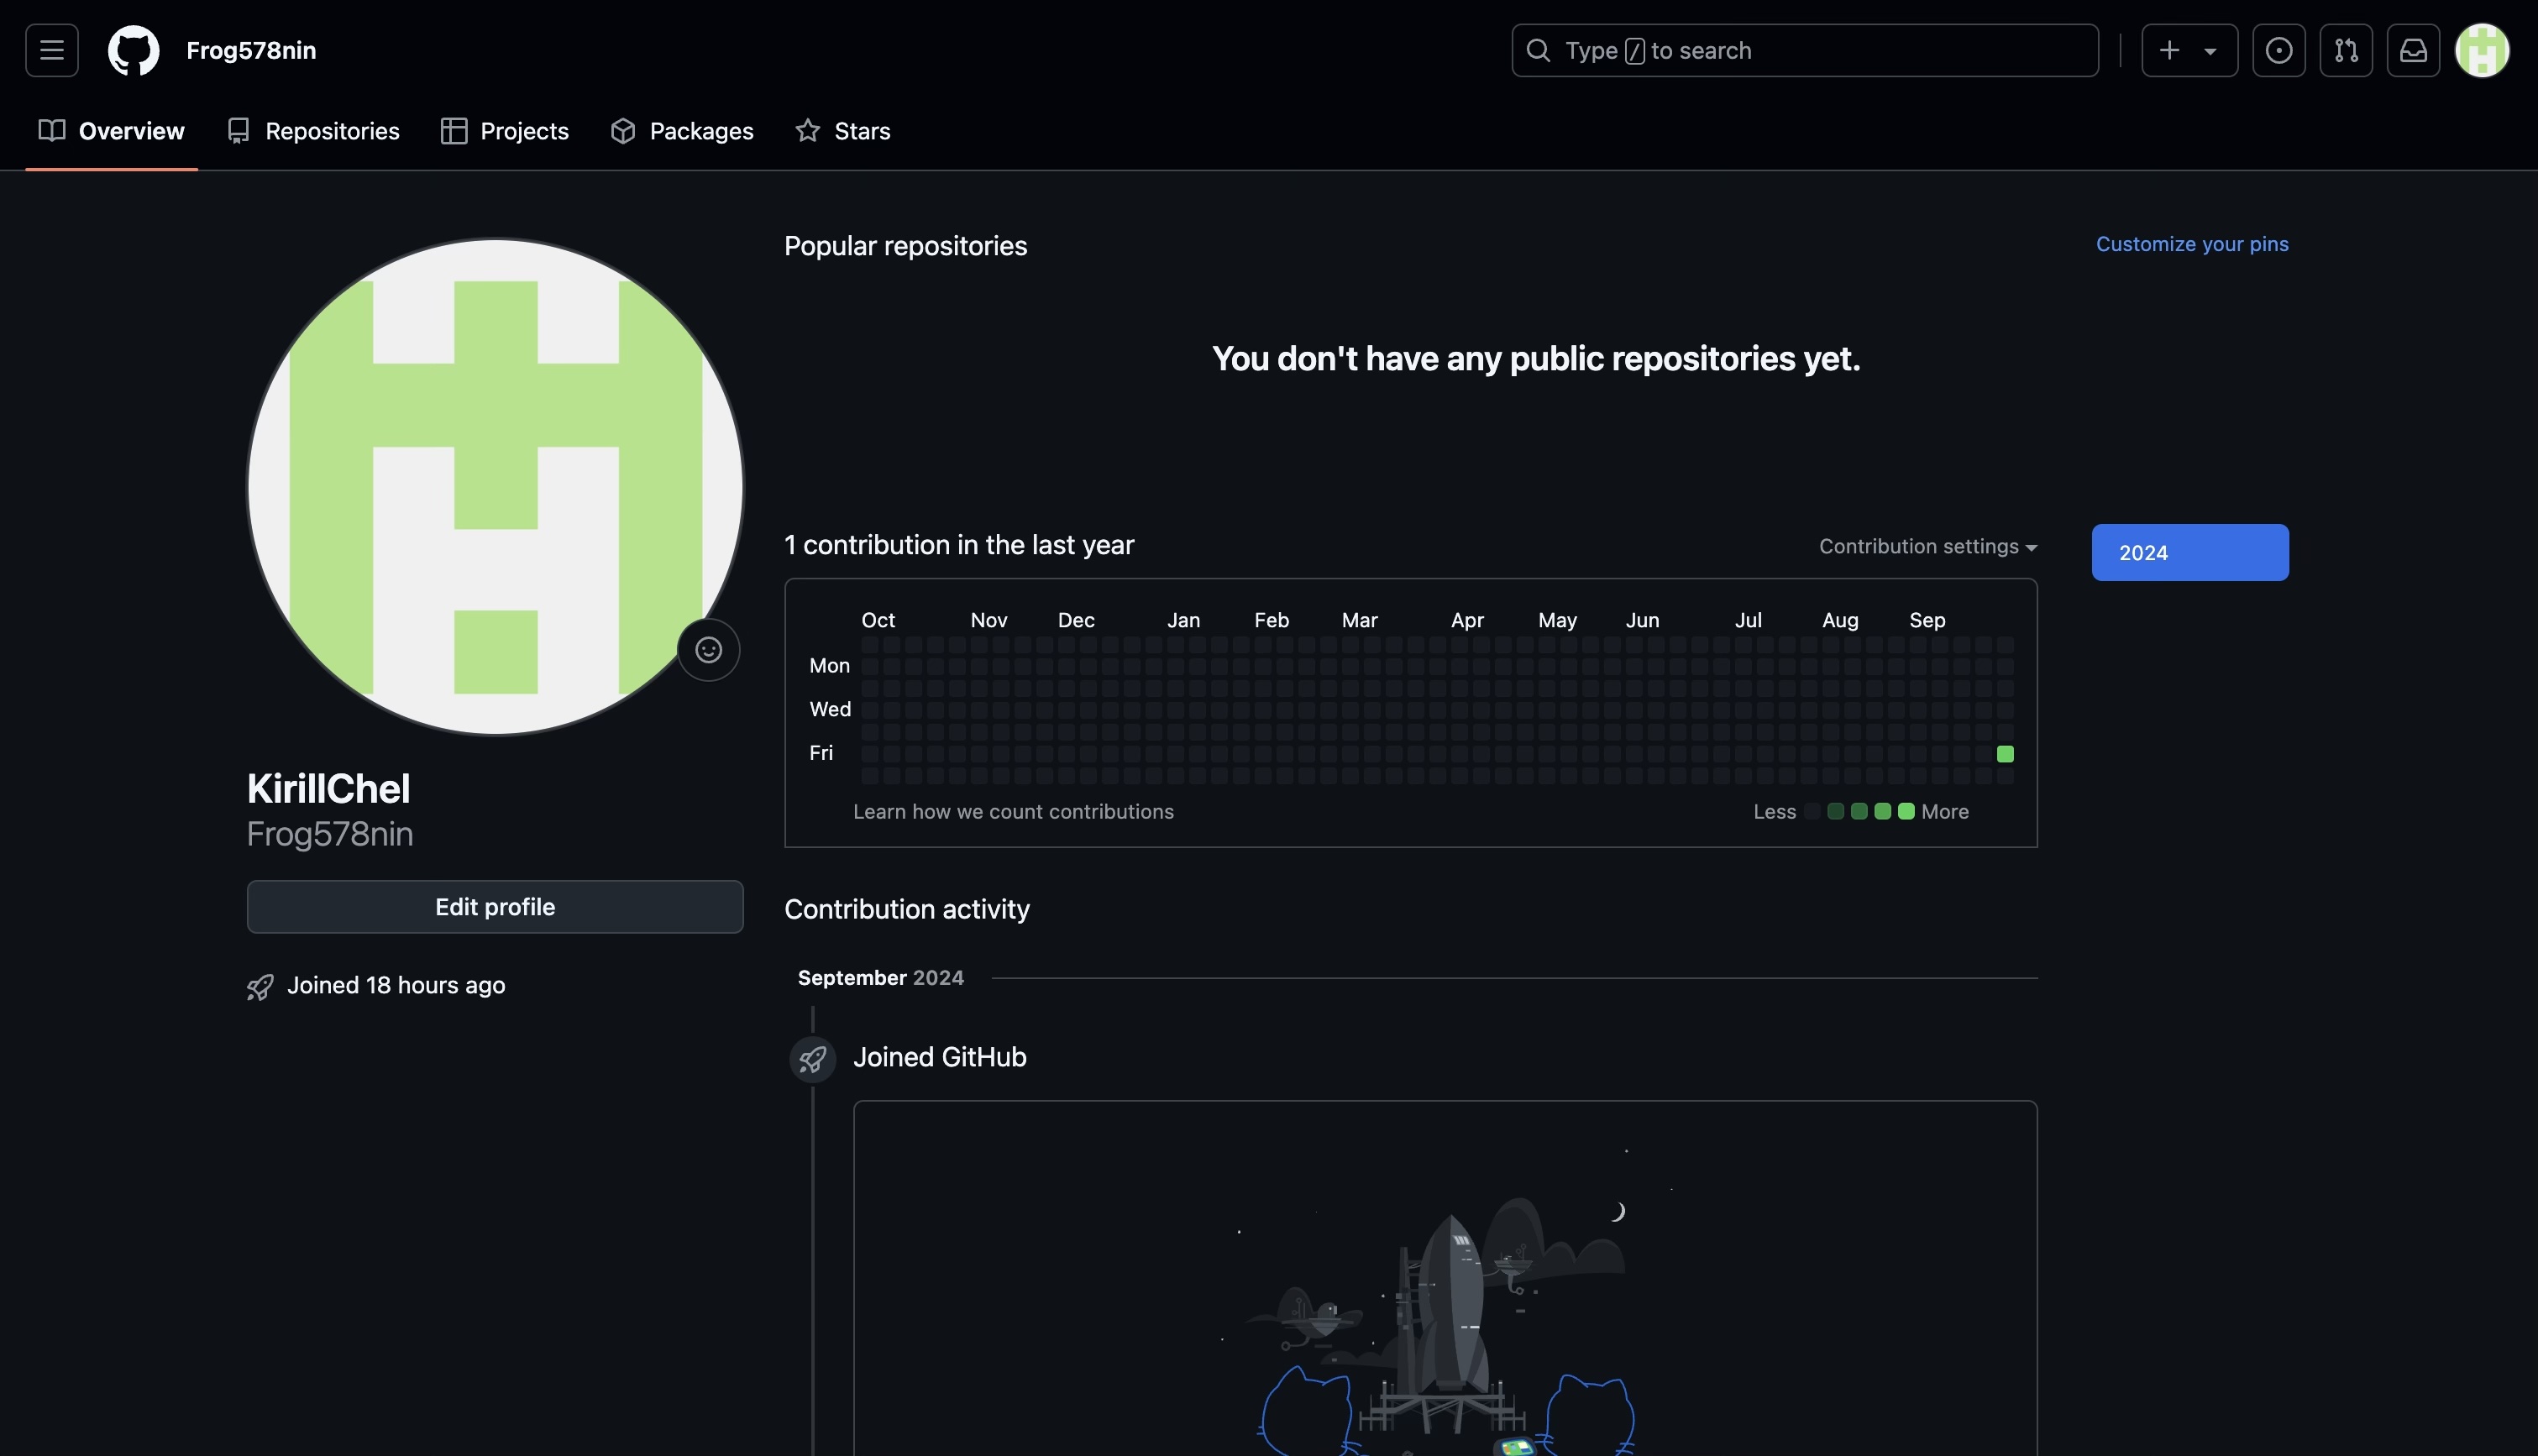 Frog578nin
Type / to search
Overview
Repositories
Projects
Packages
Stars
Popular repositories
Customize your pins
You don't have any public repositories yet.
1 contribution in the last year
Contribution settings
2024
Oct Nov Dec Jan Feb Mar Apr May Jun Jul Aug Sep
Mon
Wed
Fri
Learn how we count contributions
Less More
KirillChel
Frog578nin
Edit profile
Joined 18 hours ago
Contribution activity
September 2024
Joined GitHub